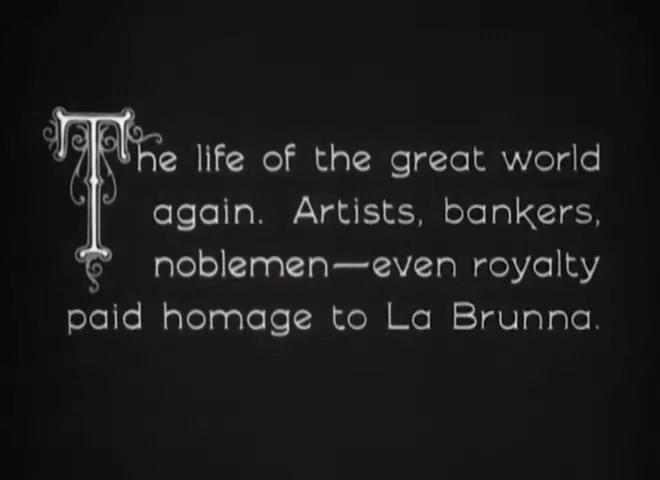 The life of the great world
again. Artists, bankers,
noblemen—even royalty
paid homage to La Brunna.